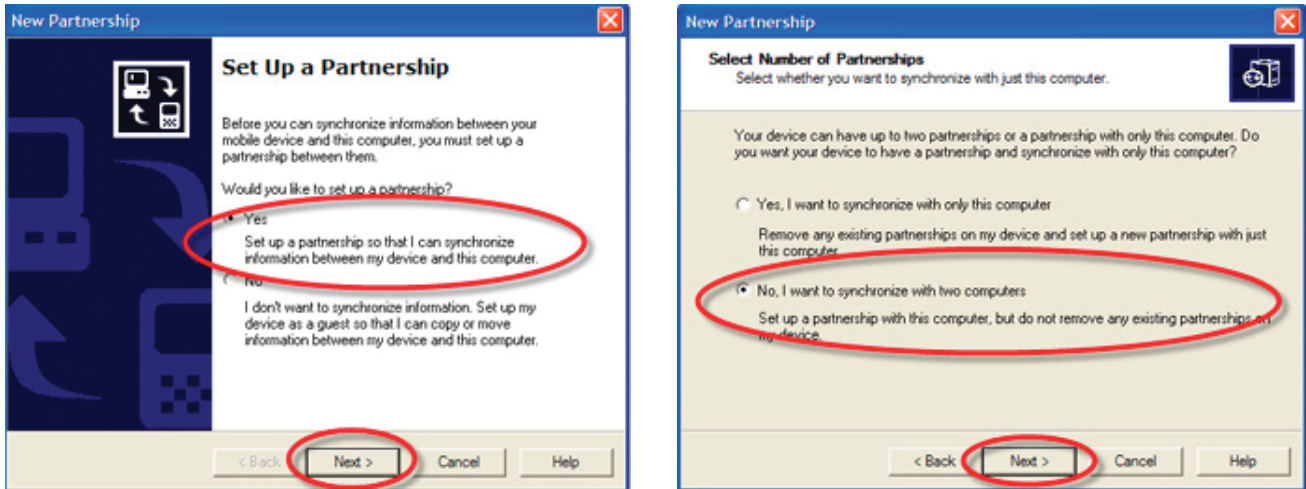 New Partnership
Set Up a Partnership
Before you can synchronize information between your
mobile device and this computer, you must set up a
partnership between them.
Would you like to set up a partnership?
Yes
Set up a partnership so that I can synchronize
information between my device and this computer.
No
I don't want to synchronize information. Set up my
device as a guest so that I can copy or move
information between my device and this computer.
< Back
Next >
Cancel
Help
New Partnership
Select Number of Partnerships
Select whether you want to synchronize with just this computer.
Your device can have up to two partnerships or a partnership with only this computer. Do
you want your device to have a partnership and synchronize with only this computer?
Yes, I want to synchronize with only this computer
Remove any existing partnerships on my device and set up a new partnership with just
this computer.
No, I want to synchronize with two computers
Set up a partnership with this computer, but do not remove any existing partnerships on
my device.
< Back
Next >
Cancel
Help